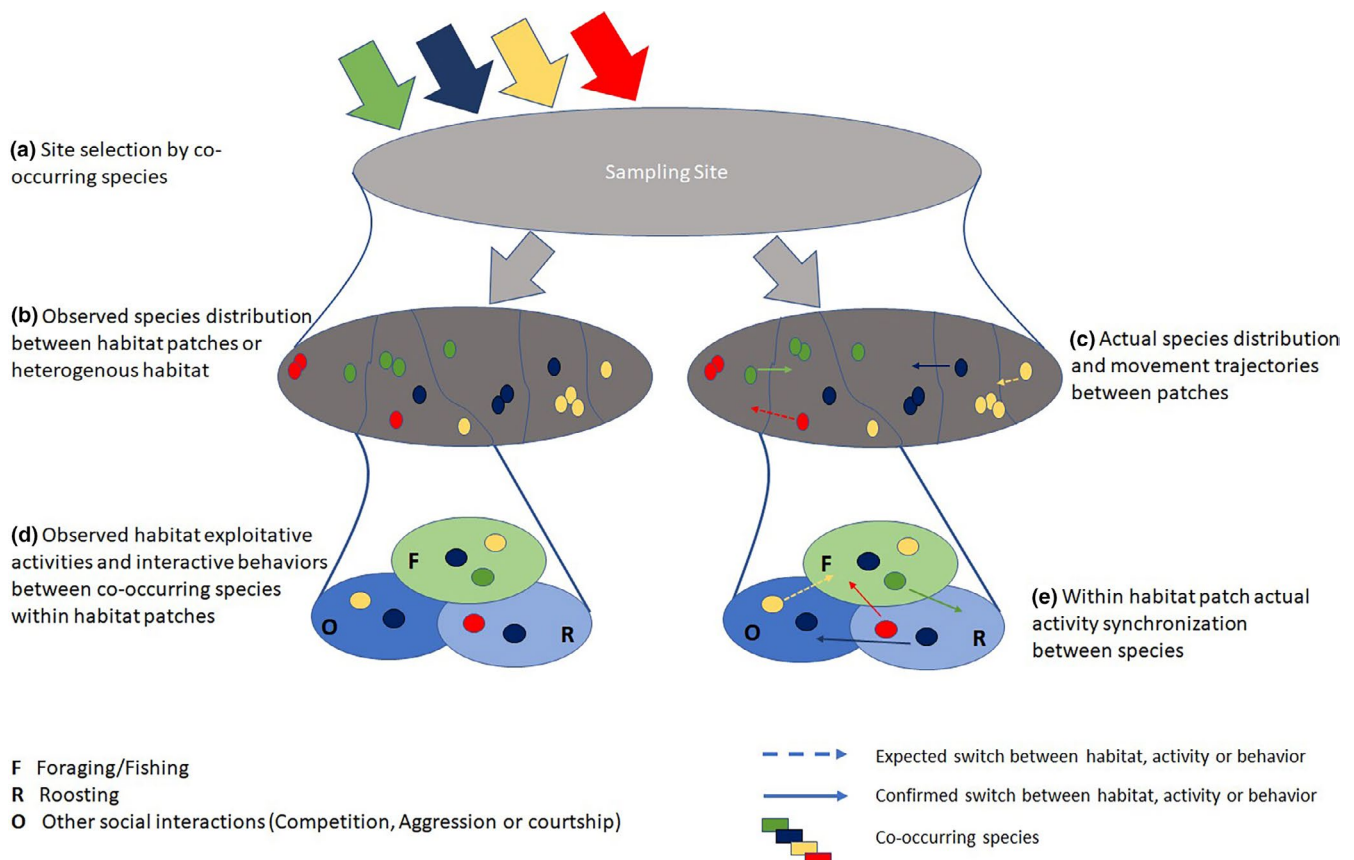 (a) Site selection by co-
occurring species
Sampling Site
(b) Observed species distribution
between habitat patches or
heterogenous habitat
(c) Actual species distribution
and movement trajectories
between patches
(d) Observed habitat exploitative
activities and interactive behaviors
between co-occurring species
within habitat patches
F
O
R
F
O
R
(e) Within habitat patch actual
activity synchronization
between species
F Foraging/Fishing
R Roosting
O Other social interactions (Competition, Aggression or courtship)
Expected switch between habitat, activity or behavior
Confirmed switch between habitat, activity or behavior
Co-occurring species